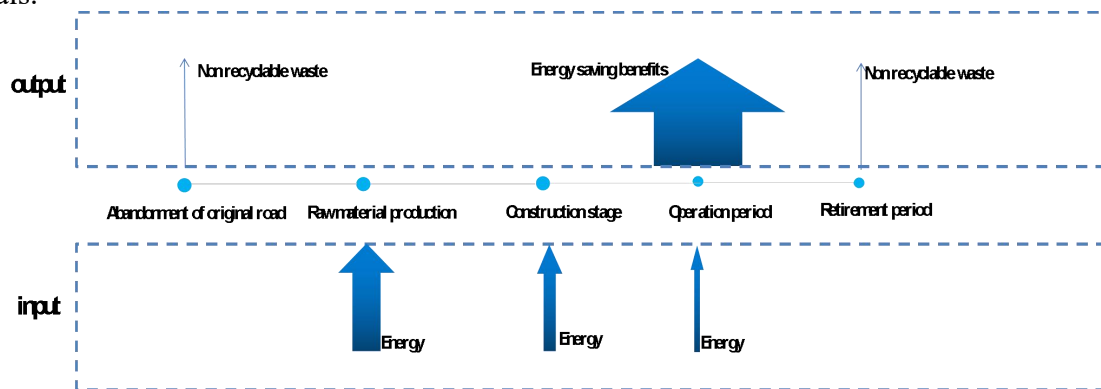 output
Non recyclable waste
Energy saving benefits
Non recyclable waste
Abandonment of original road
Raw material production
Construction stage
Operation period
Retirement period
input
Energy
Energy
Energy